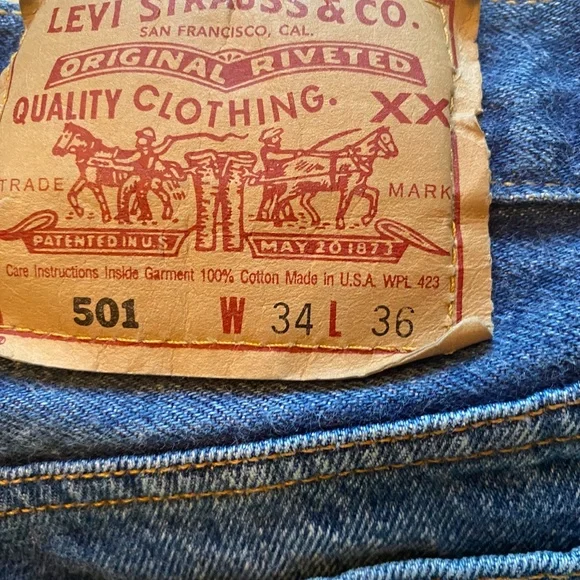 LEVI STRAUSS & CO.
SAN FRANCISCO, CAL.
ORIGINAL RIVETED
QUALITY CLOTHING. XX
TRADE MARK
PATENTED IN U.S. MAY 20 1873
Care Instructions Inside Garment 100% Cotton Made in U.S.A. WPL 423
501 W 34 L 36